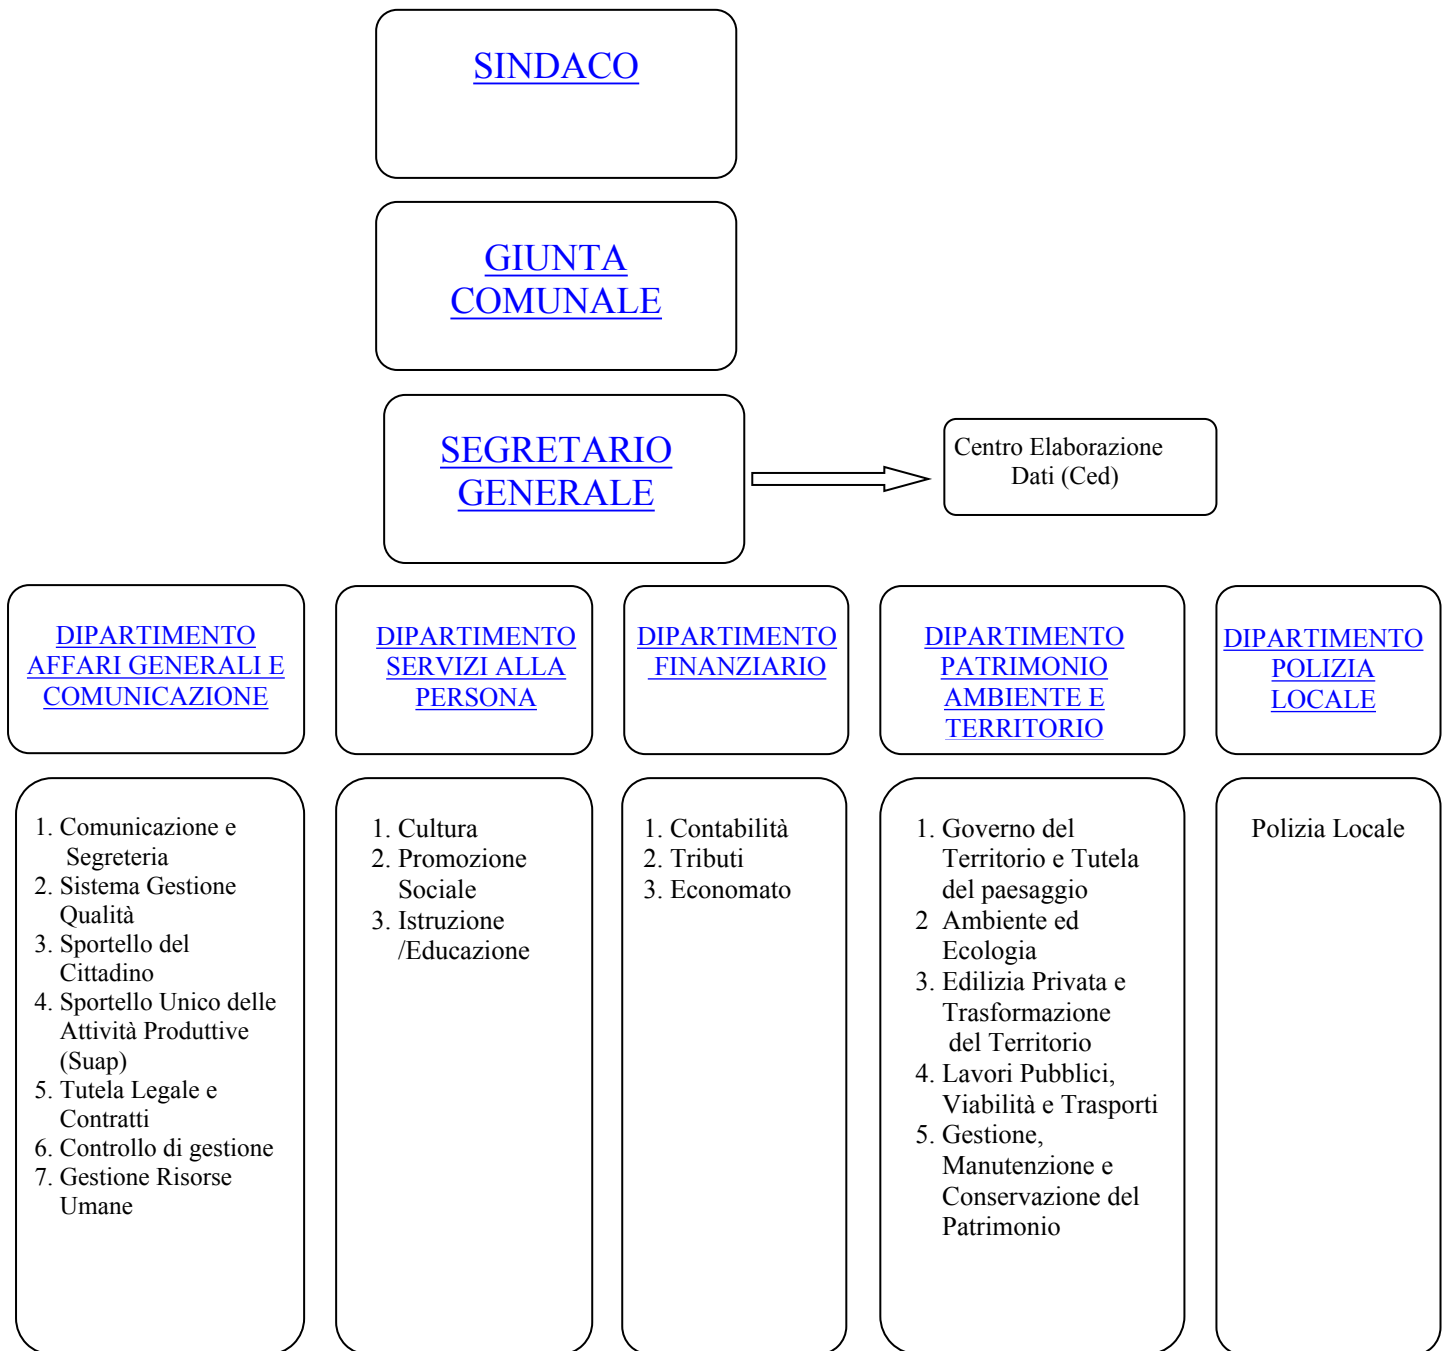 SINDACO
GIUNTA
COMUNALE
SEGRETARIO
GENERALE
Centro Elaborazione
Dati (Ced)
DIPARTIMENTO
AFFARI GENERALI E
COMUNICAZIONE
DIPARTIMENTO
SERVIZI ALLA
PERSONA
DIPARTIMENTO
FINANZIARIO
DIPARTIMENTO
PATRIMONIO
AMBIENTE E
TERRITORIO
DIPARTIMENTO
POLIZIA
LOCALE
1. Comunicazione e
Segreteria
2. Sistema Gestione
Qualità
3. Sportello del
Cittadino
4. Sportello Unico delle
Attività Produttive
(Suap)
5. Tutela Legale e
Contratti
6. Controllo di gestione
7. Gestione Risorse
Umane
1. Cultura
2. Promozione
Sociale
3. Istruzione
/Educazione
1. Contabilità
2. Tributi
3. Economato
1. Governo del
Territorio e Tutela
del paesaggio
2 Ambiente ed
Ecologia
3. Edilizia Privata e
Trasformazione
del Territorio
4. Lavori Pubblici,
Viabilità e Trasporti
5. Gestione,
Manutenzione e
Conservazione del
Patrimonio
Polizia Locale